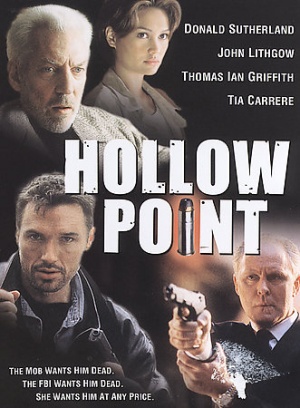 DONALD SUTHERLAND
JOHN LITHGOW
THOMAS IAN GRIFFITH
TIA CARRERE
HOLLOW
POINT
THE MOB WANTS HIM DEAD.
THE FBI WANTS HIM DEAD.
SHE WANTS HIM AT ANY PRICE.